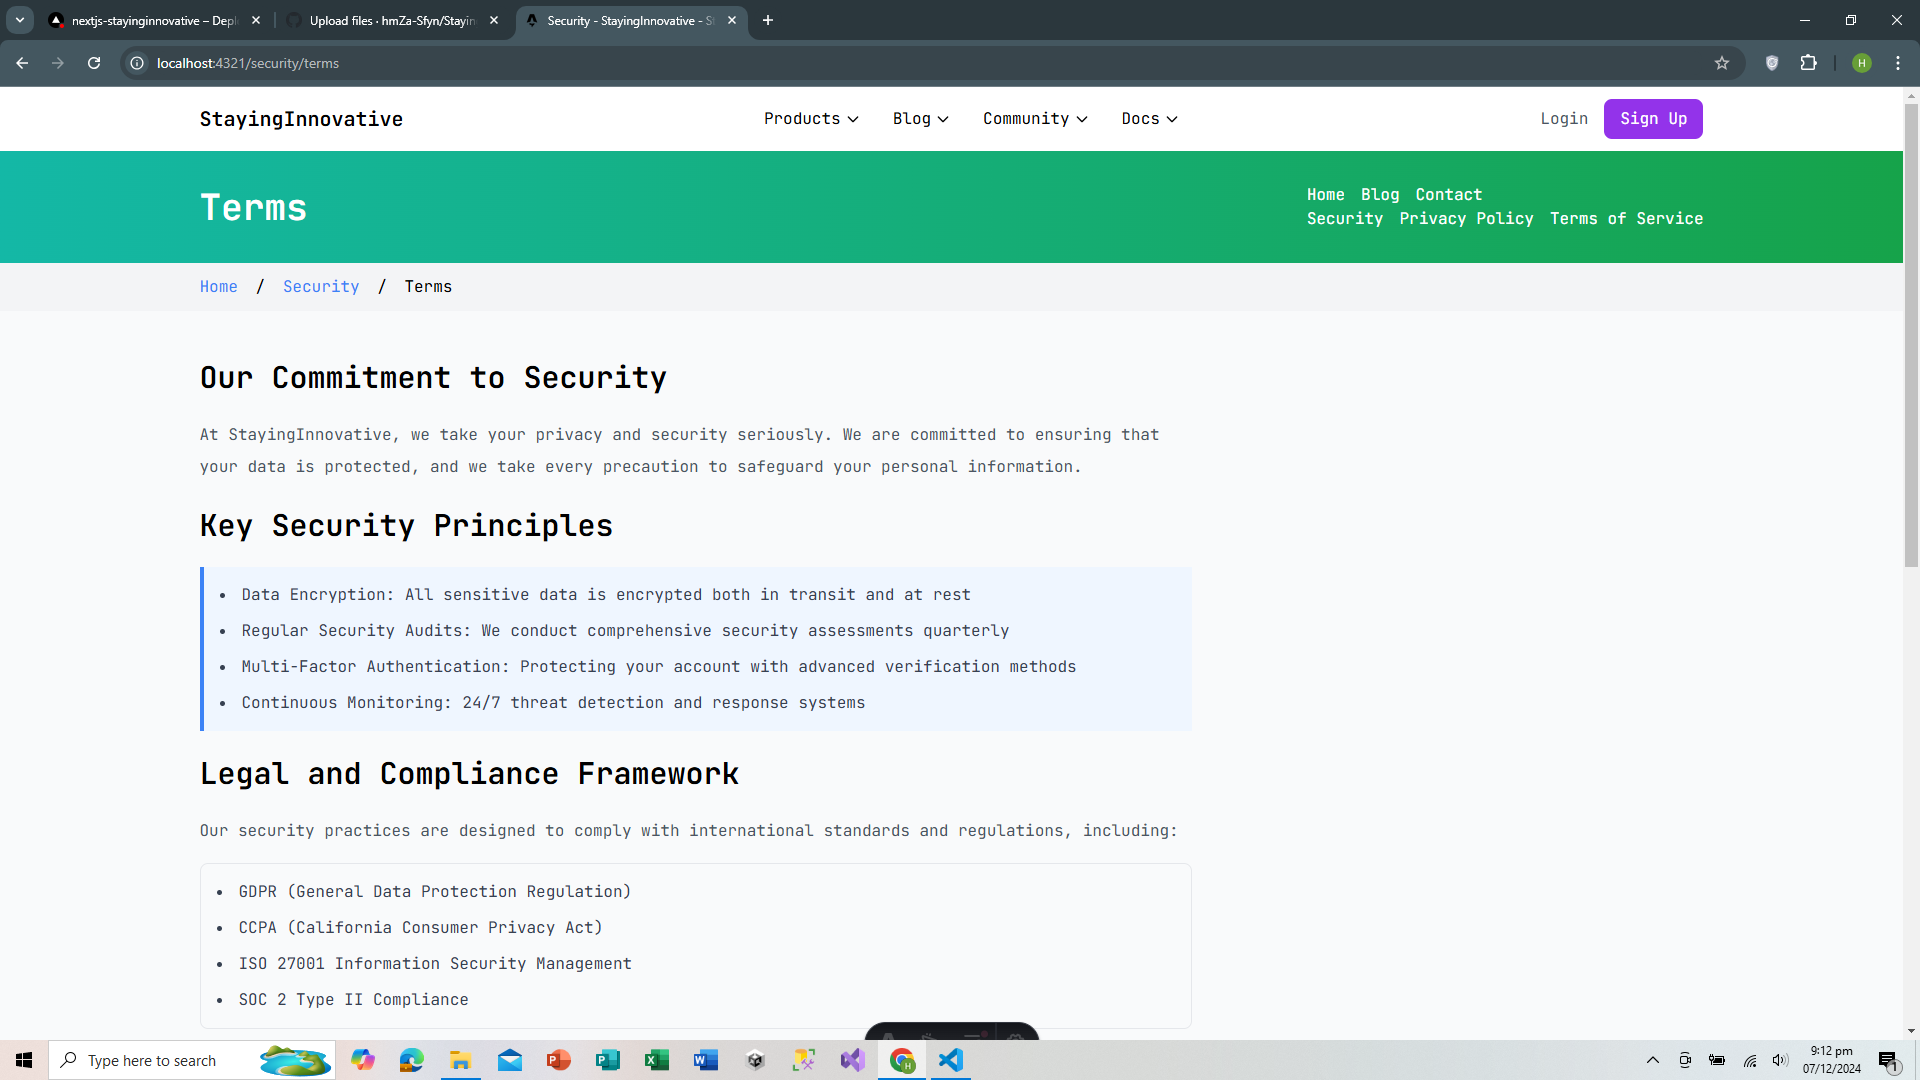 nextjs-stayinginnovative – Depl
Upload files · hmZa-Sfyn/Stayin
Security - StayingInnovative - S
localhost:4321/security/terms
H
StayingInnovative
Products
Blog
Community
Docs
Login
Sign Up
Terms
Home Blog Contact
Security Privacy Policy Terms of Service
Home / Security / Terms
Our Commitment to Security
At StayingInnovative, we take your privacy and security seriously. We are committed to ensuring that
your data is protected, and we take every precaution to safeguard your personal information.
Key Security Principles
• Data Encryption: All sensitive data is encrypted both in transit and at rest
• Regular Security Audits: We conduct comprehensive security assessments quarterly
• Multi-Factor Authentication: Protecting your account with advanced verification methods
• Continuous Monitoring: 24/7 threat detection and response systems
Legal and Compliance Framework
Our security practices are designed to comply with international standards and regulations, including:
• GDPR (General Data Protection Regulation)
• CCPA (California Consumer Privacy Act)
• ISO 27001 Information Security Management
• SOC 2 Type II Compliance
Type here to search
9:12 pm
07/12/2024
1